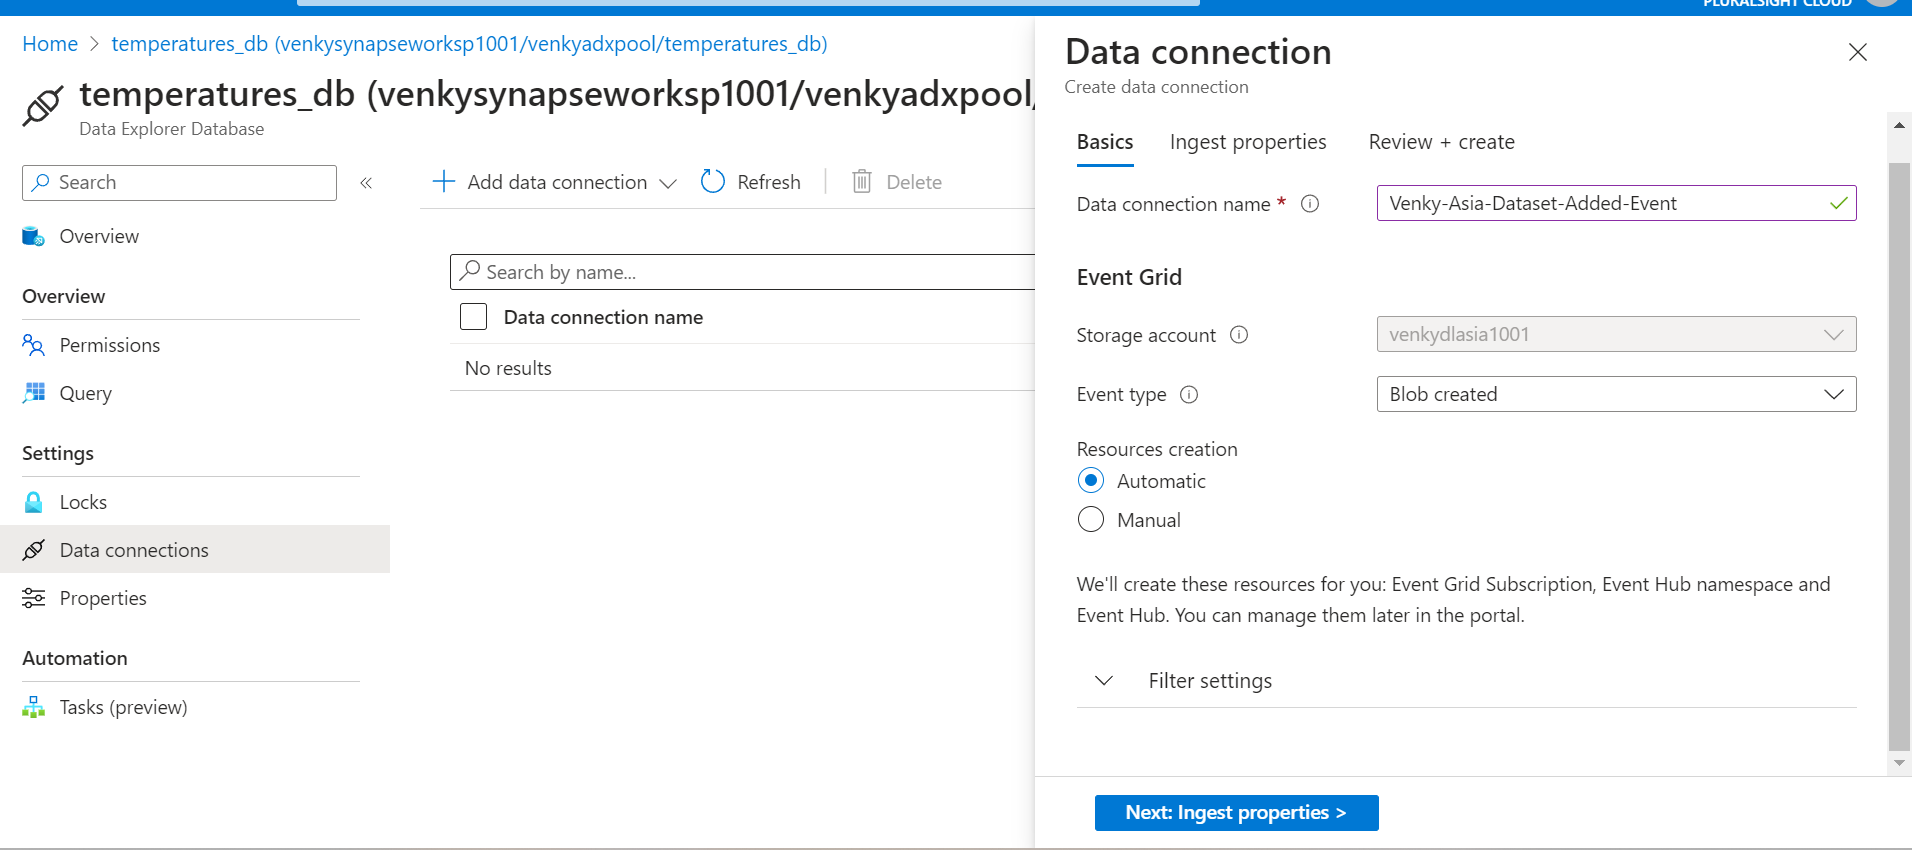 PLURALSIGHT CLOUD
Home > temperatures_db (venkysynapseworksp1001/venkyadxpool/temperatures_db)
temperatures_db (venkysynapseworksp1001/venkyadxpool/
Data Explorer Database
Search
«
Overview
Overview
Permissions
Query
Settings
Locks
Data connections
Properties
Automation
Tasks (preview)
Add data connection
Refresh
Delete
Search by name...
Data connection name
No results
Data connection
Create data connection
Basics
Ingest properties
Review + create
Data connection name *
Venky-Asia-Dataset-Added-Event
Event Grid
Storage account
venkydlasia1001
Event type
Blob created
Resources creation
Automatic
Manual
We'll create these resources for you: Event Grid Subscription, Event Hub namespace and
Event Hub. You can manage them later in the portal.
Filter settings
Next: Ingest properties >